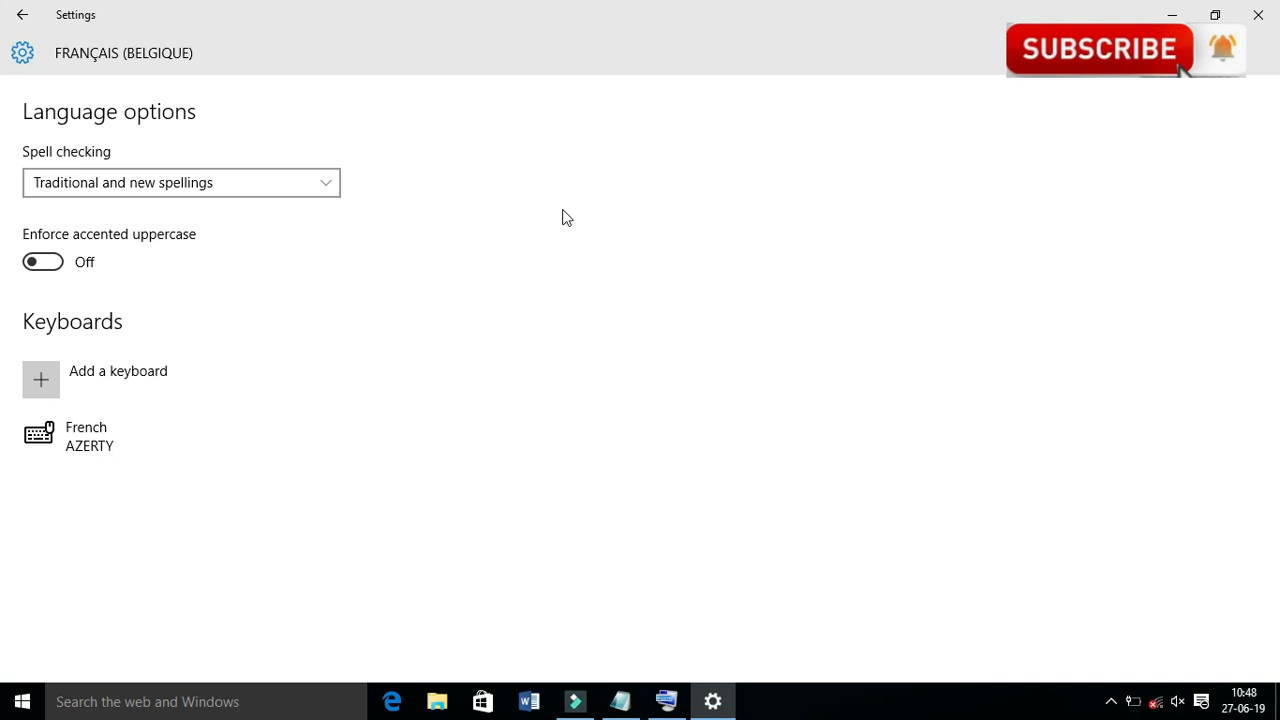 Settings
FRANÇAIS (BELGIQUE)
SUBSCRIBE
Language options
Spell checking
Traditional and new spellings
Enforce accented uppercase
Off
Keyboards
Add a keyboard
French
AZERTY
Search the web and Windows
10:48
27-06-19